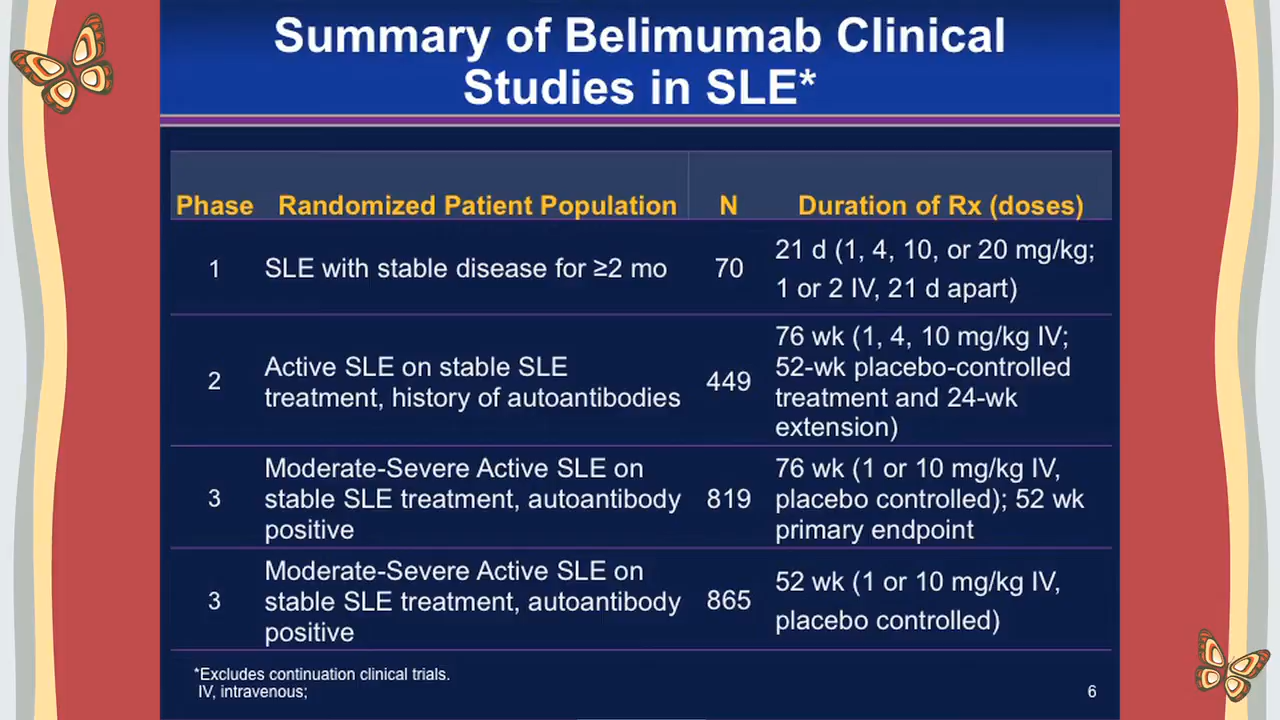 Summary of Belimumab Clinical
Studies in SLE*
Phase Randomized Patient Population N Duration of Rx (doses)
1 SLE with stable disease for ≥2 mo 70 21 d (1, 4, 10, or 20 mg/kg;
1 or 2 IV, 21 d apart)
2 Active SLE on stable SLE
treatment, history of autoantibodies 449 76 wk (1, 4, 10 mg/kg IV;
52-wk placebo-controlled
treatment and 24-wk
extension)
3 Moderate-Severe Active SLE on
stable SLE treatment, autoantibody
positive 819 76 wk (1 or 10 mg/kg IV,
placebo controlled); 52 wk
primary endpoint
3 Moderate-Severe Active SLE on
stable SLE treatment, autoantibody
positive 865 52 wk (1 or 10 mg/kg IV,
placebo controlled)
*Excludes continuation clinical trials.
IV, intravenous;
6